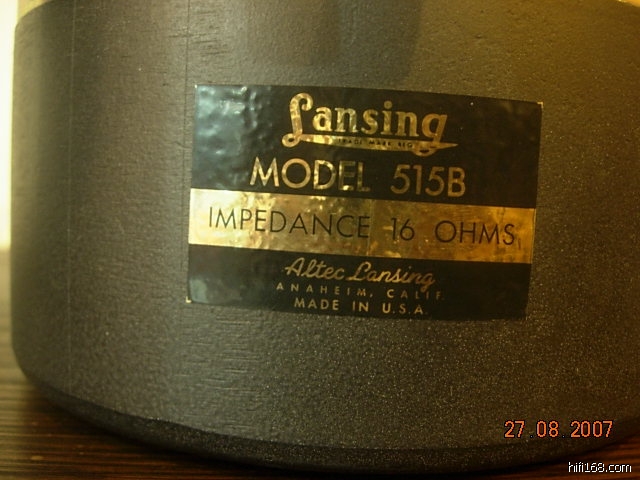 Lansing
TRADE MARK REG.
MODEL 515B
IMPEDANCE 16 OHMS
Altec Lansing
ANAHEIM, CALIF.
MADE IN U.S.A.
27.08.2007
hifi168.com